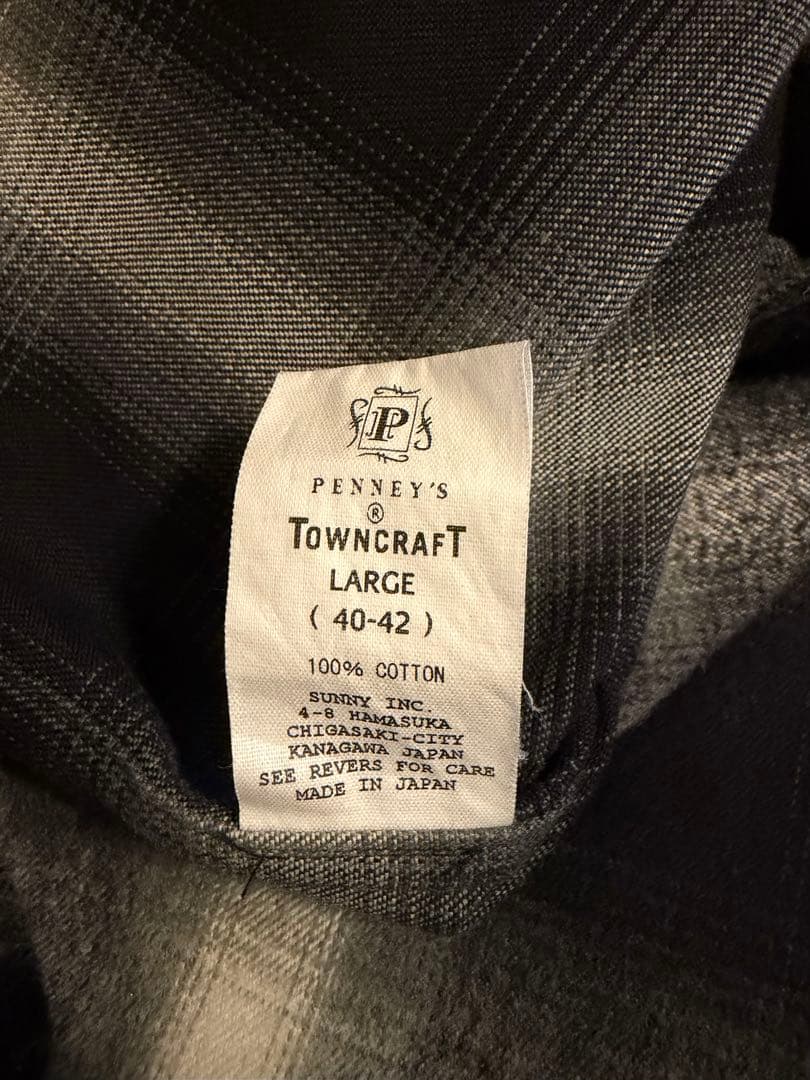 P
PENNEY'S
®
TOWNCRAFT
LARGE
( 40-42 )
100% COTTON
SUNNY INC.
4-8 HAMASUKA
CHIGASAKI-CITY
KANAGAWA JAPAN
SEE REVERS FOR CARE
MADE IN JAPAN